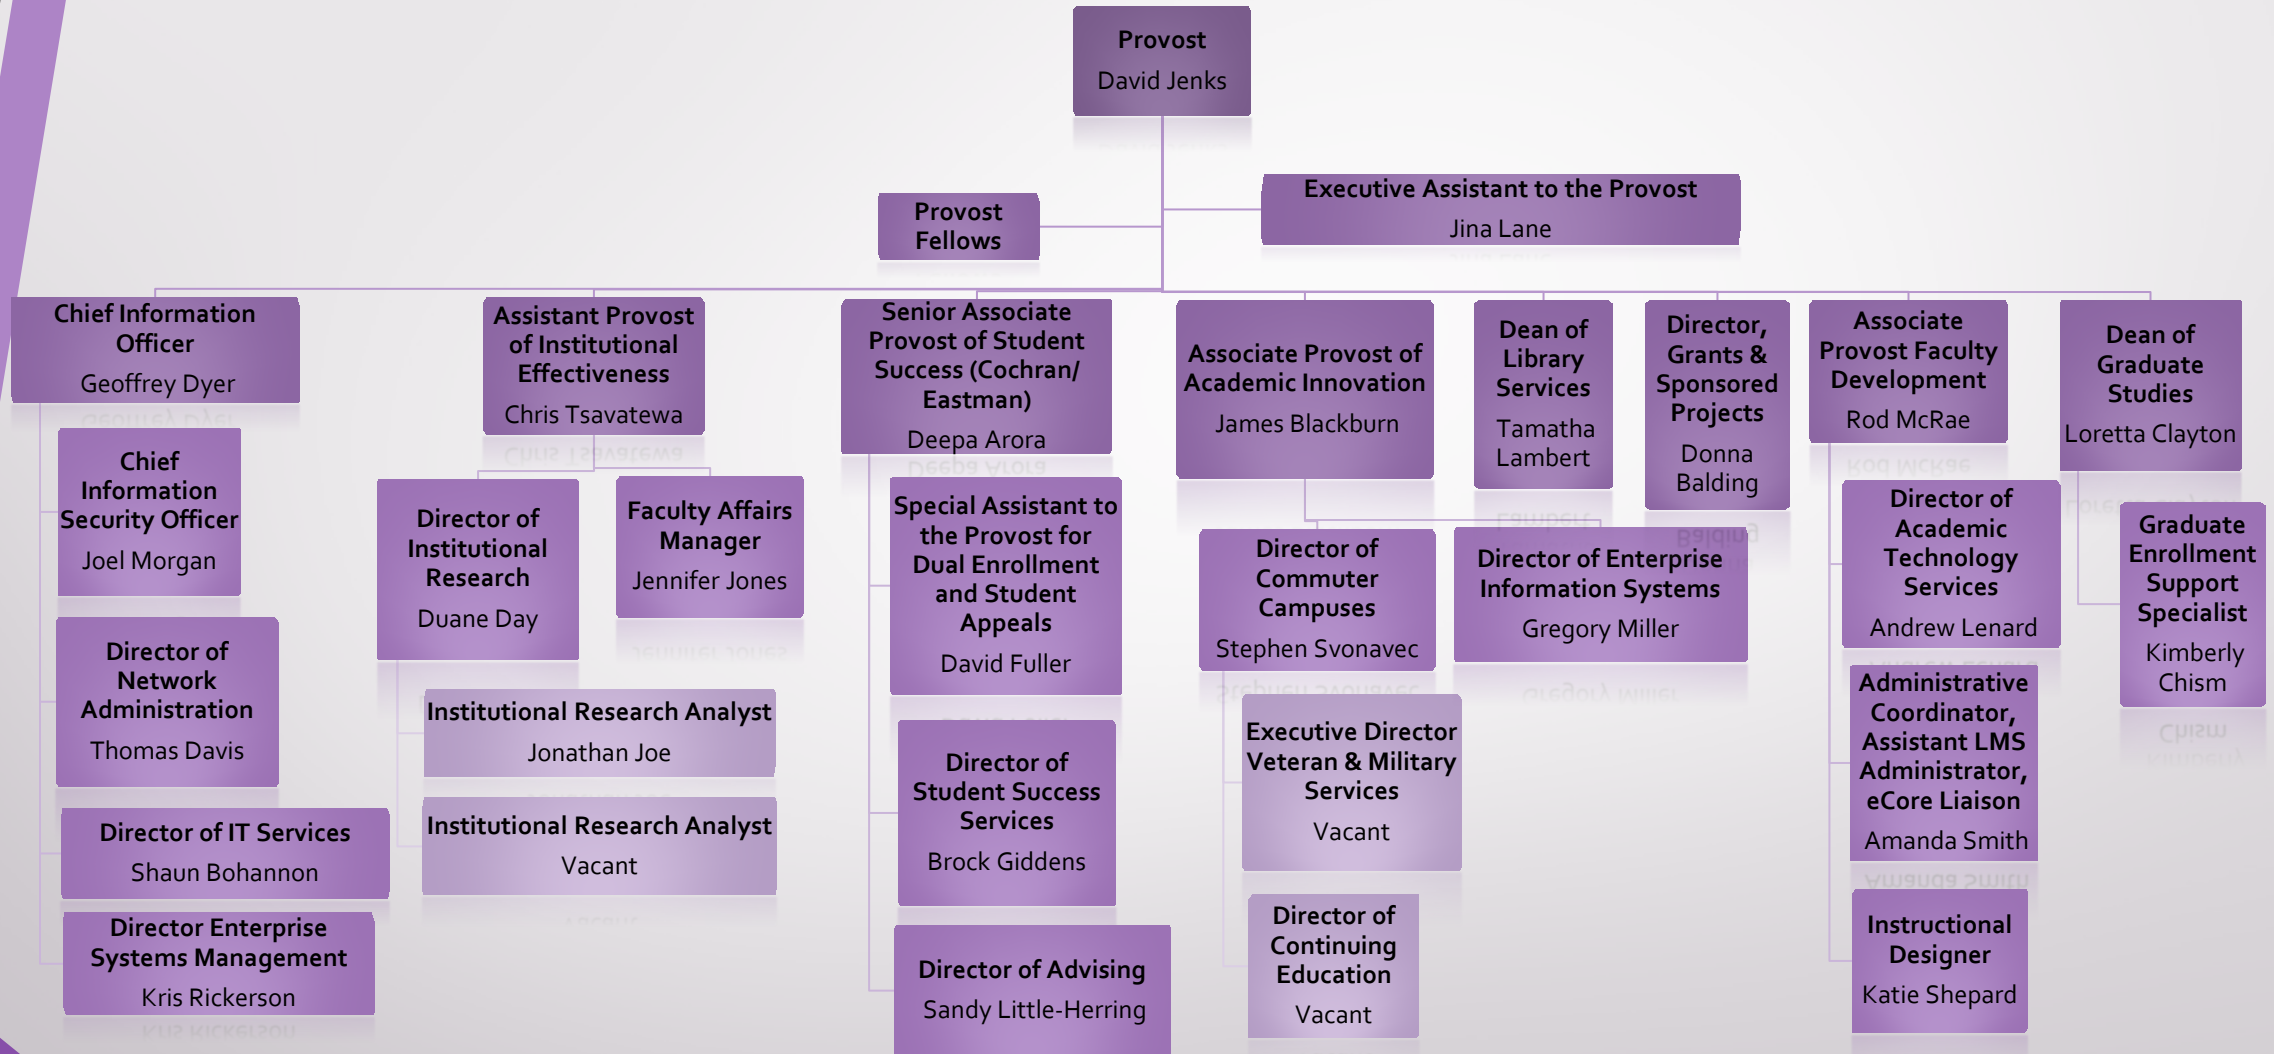 Provost
David Jenks
Provost
Fellows
Executive Assistant to the Provost
Jina Lane
Chief Information
Officer
Geoffrey Dyer
Chief
Information
Security Officer
Joel Morgan
Director of
Network
Administration
Thomas Davis
Director of IT Services
Shaun Bohannon
Director Enterprise
Systems Management
Kris Rickerson
Assistant Provost
of Institutional
Effectiveness
Chris Tsavatewa
Director of
Institutional
Research
Duane Day
Institutional Research Analyst
Jonathan Joe
Institutional Research Analyst
Vacant
Faculty Affairs
Manager
Jennifer Jones
Senior Associate
Provost of Student
Success (Cochran/
Eastman)
Deepa Arora
Special Assistant to
the Provost for
Dual Enrollment
and Student
Appeals
David Fuller
Director of
Student Success
Services
Brock Giddens
Director of Advising
Sandy Little-Herring
Associate Provost of
Academic Innovation
James Blackburn
Director of
Commuter
Campuses
Stephen Svonavec
Executive Director
Veteran & Military
Services
Vacant
Director of
Continuing
Education
Vacant
Director of Enterprise
Information Systems
Gregory Miller
Dean of
Library
Services
Tamatha
Lambert
Director,
Grants &
Sponsored
Projects
Donna
Balding
Associate
Provost Faculty
Development
Rod McRae
Director of
Academic
Technology
Services
Andrew Lenard
Administrative
Coordinator,
Assistant LMS
Administrator,
eCore Liaison
Amanda Smith
Instructional
Designer
Katie Shepard
Dean of
Graduate
Studies
Loretta Clayton
Graduate
Enrollment
Support
Specialist
Kimberly
Chism